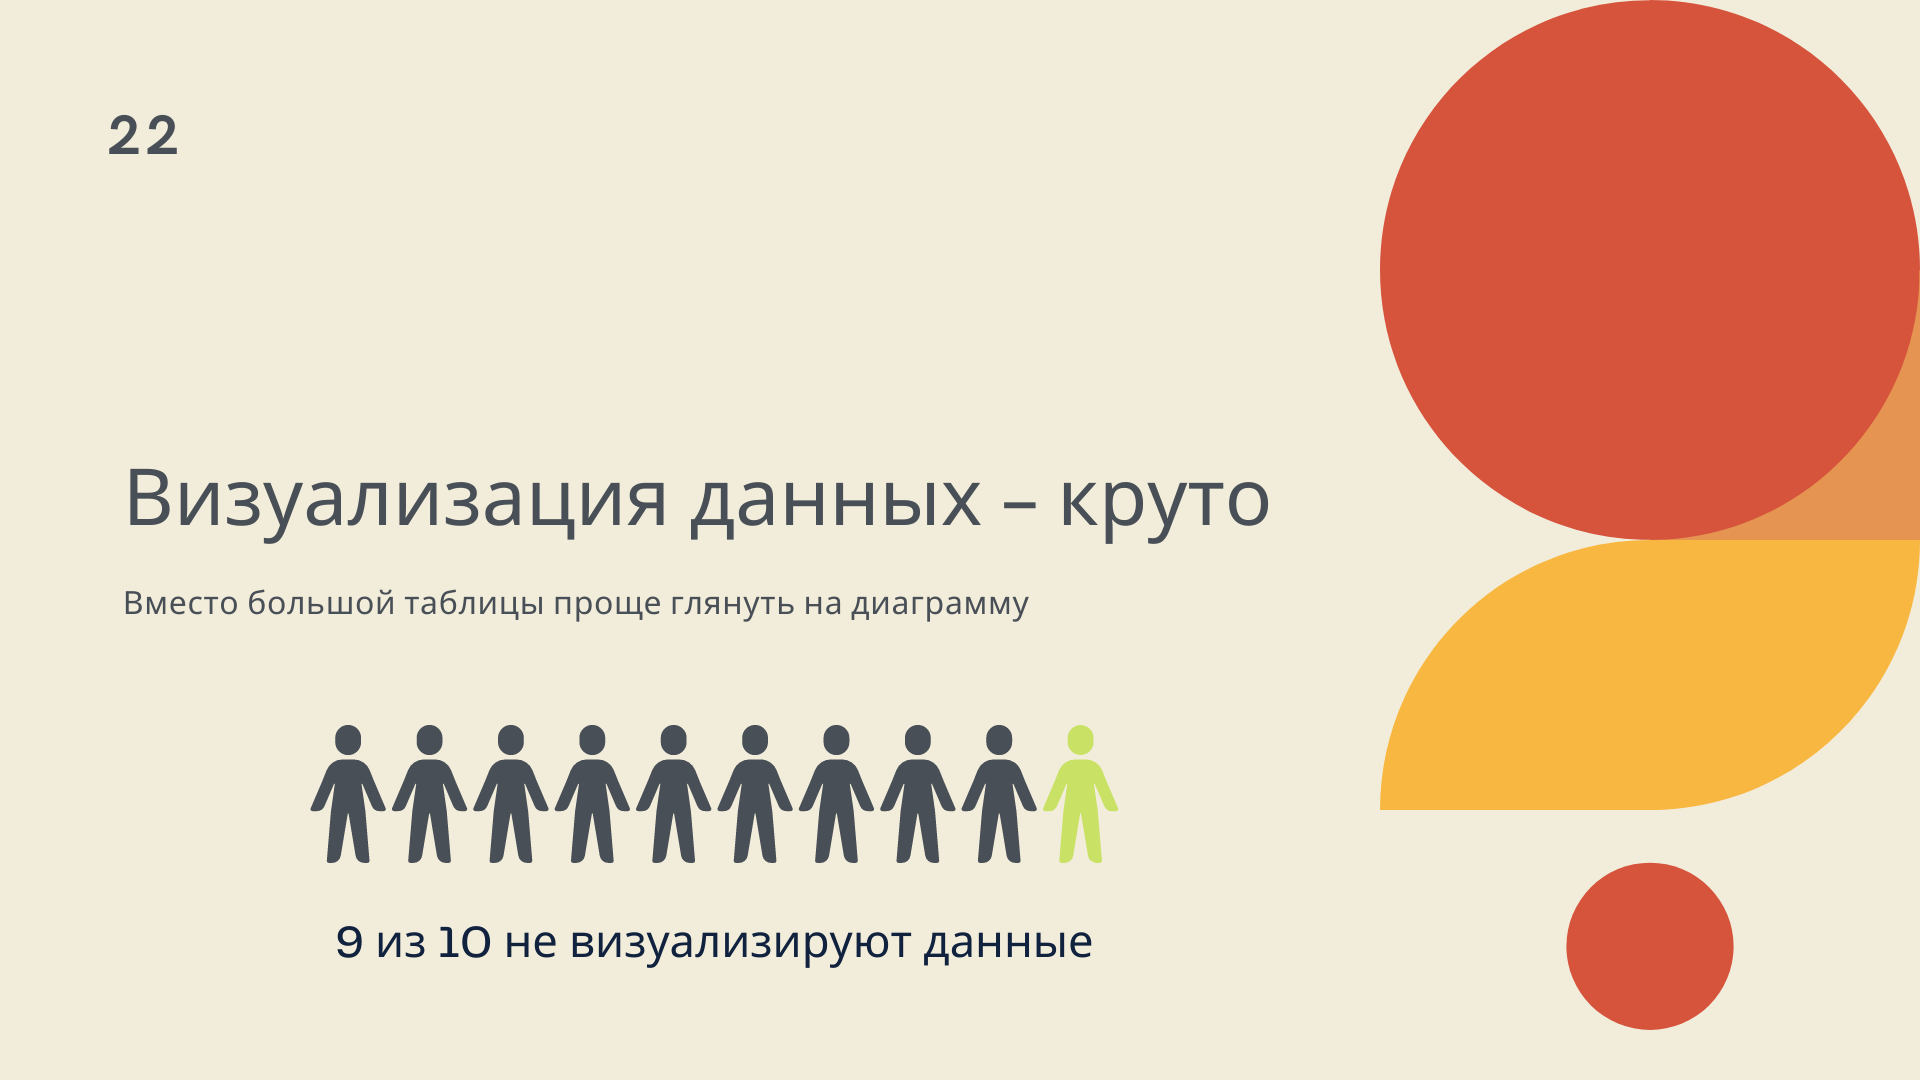 22
Визуализация данных – круто
Вместо большой таблицы проще глянуть на диаграмму
9 из 10 не визуализируют данные